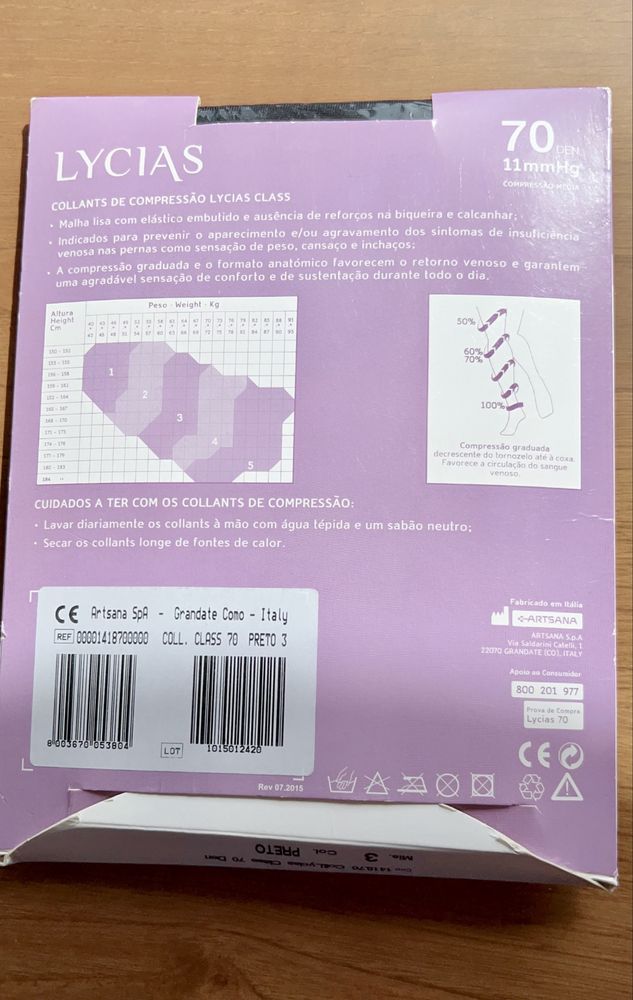 LYCIAS
70 DEN
11mmHg
COMPRESSÃO MÉDIA
COLLANTS DE COMPRESSÃO LYCIAS CLASS
• Malha lisa com elástico embutido e ausência de reforços na biqueira e calcanhar;
• Indicados para prevenir o aparecimento e/ou agravamento dos sintomas de insuficiência
venosa nas pernas como sensação de peso, cansaço e inchaços;
• A compressão graduada e o formato anatómico favorecem o retorno venoso e garantem
uma agradável sensação de conforto e de sustentação durante todo o dia.
Altura
Height
Cm
Peso - Weight - Kg
1
2
3
4
5
50%
60%
70%
100%
Compressão graduada
decrescente do tornozelo até à coxa.
Favorece a circulação do sangue
venoso.
CUIDADOS A TER COM OS COLLANTS DE COMPRESSÃO:
• Lavar diariamente os collants à mão com água tépida e um sabão neutro;
• Secar os collants longe de fontes de calor.
CE Artsana SpA - Grandate Como - Italy
REF 00001418700000 COLL. CLASS 70 PRETO 3
8 003670 053804
LOT
1015012420
Fabricado em Itália
ARTSANA
ARTSANA S.p.A
Via Saldarini Catelli, 1
22070 GRANDATE (CO), ITALY
Apoio ao Consumidor
800 201 977
Prova de Compra
Lycias 70
CE
Rev 07.2015
Mis. 3 Col. PRETO